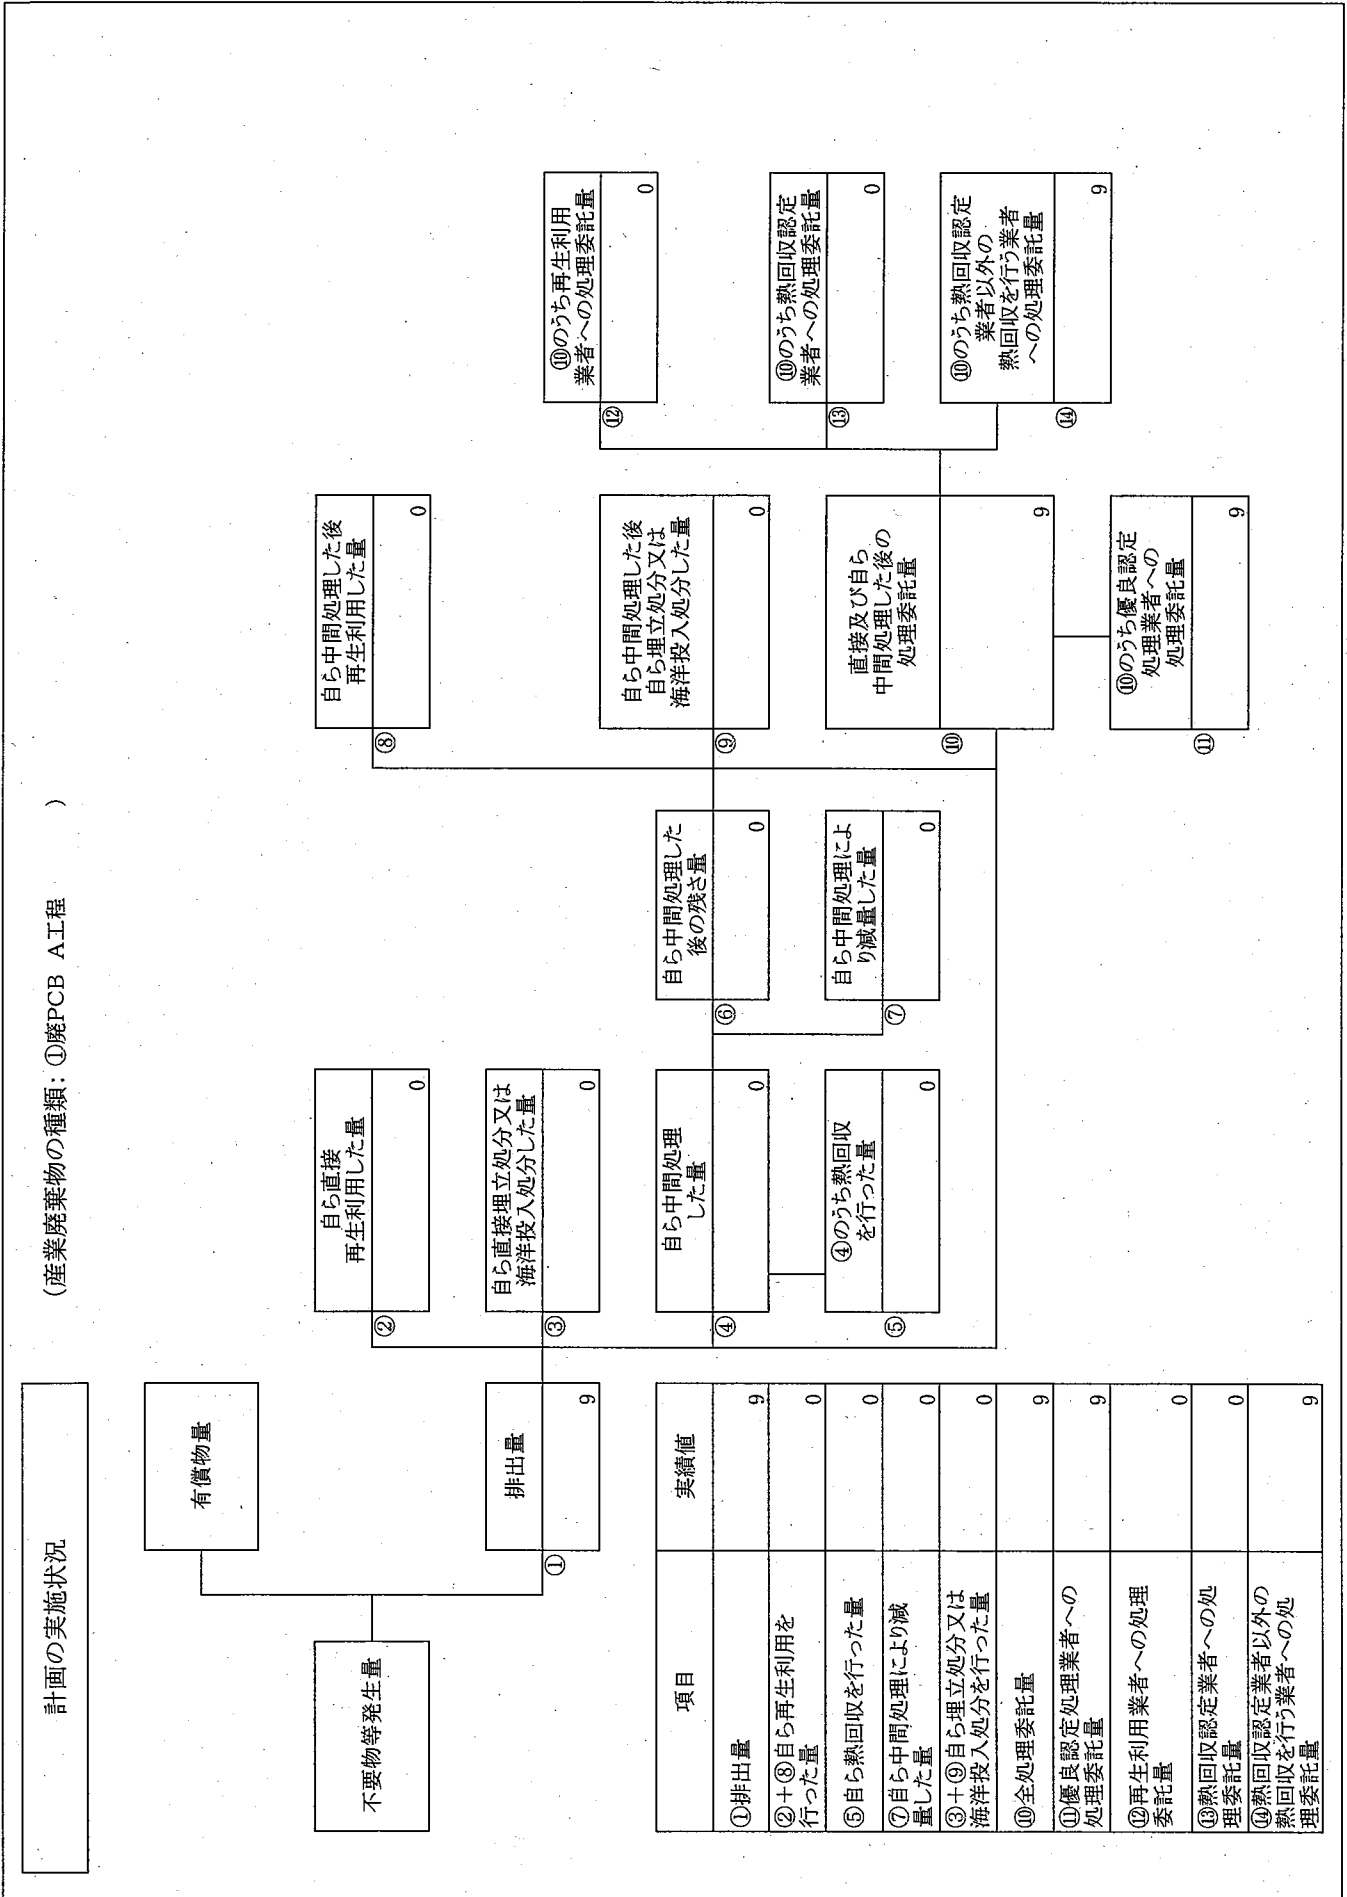 計画の実施状況
(産業廃棄物の種類: ①廃PCB A工程 )
不要物等発生量
有償物量
①
排出量
9
②
自ら直接
再生利用した量
0
③
自ら直接埋立処分又は
海洋投入処分した量
0
④
自ら中間処理
した量
0
⑤
④のうち熱回収
を行った量
0
⑥
自ら中間処理した
後の残さ量
0
⑦
自ら中間処理によ
り減量した量
0
⑧
自ら中間処理した後
再生利用した量
0
⑨
自ら中間処理した後
自ら埋立処分又は
海洋投入処分した量
0
⑩
直接及び自ら
中間処理した後の
処理委託量
9
⑪
⑩のうち優良認定
処理業者への
処理委託量
9
⑫
⑩のうち再生利用
業者への処理委託量
0
⑬
⑩のうち熱回収認定
業者への処理委託量
0
⑭
⑩のうち熱回収認定
業者以外の
熱回収を行う業者
への処理委託量
9
項目 実績値
①排出量 9
②+⑧自ら再生利用を
行った量 0
⑤自ら熱回収を行った量 0
⑦自ら中間処理により減
量した量 0
③+⑨自ら埋立処分又は
海洋投入処分を行った量 0
⑩全処理委託量 9
⑪優良認定処理業者への
処理委託量 9
⑫再生利用業者への処理
委託量 0
⑬熱回収認定業者への処
理委託量 0
⑭熱回収認定業者以外の
熱回収を行う業者への処
理委託量 9